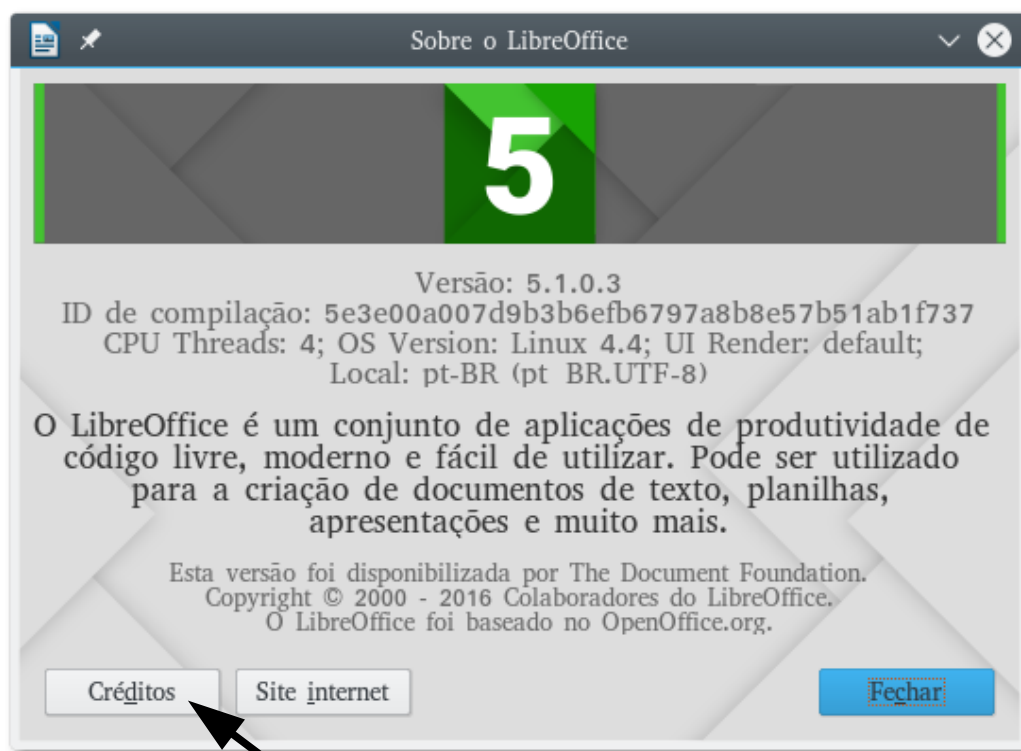 Sobre o LibreOffice
5
Versão: 5.1.0.3
ID de compilação: 5e3e00a007d9b3b6efb6797a8b8e57b51ab1f737
CPU Threads: 4; OS Version: Linux 4.4; UI Render: default;
Local: pt-BR (pt BR.UTF-8)
O LibreOffice é um conjunto de aplicações de produtividade de
código livre, moderno e fácil de utilizar. Pode ser utilizado
para a criação de documentos de texto, planilhas,
apresentações e muito mais.
Esta versão foi disponibilizada por The Document Foundation.
Copyright © 2000 - 2016 Colaboradores do LibreOffice.
O LibreOffice foi baseado no OpenOffice.org.
Créditos Site internet Fechar